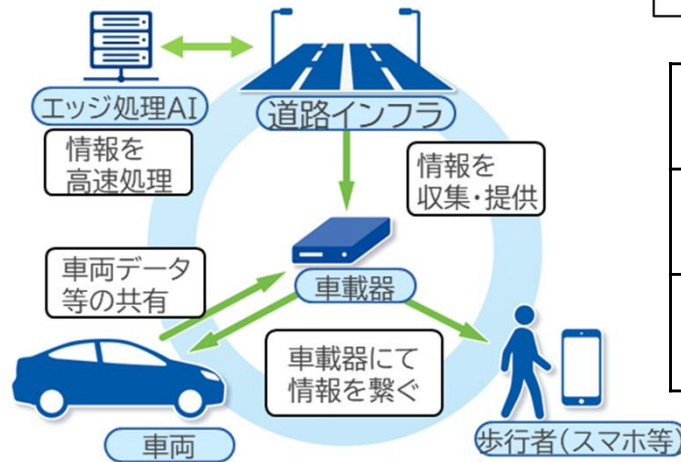 エッジ処理AI
情報を
高速処理
道路インフラ
情報を
収集・提供
車両データ
等の共有
車載器
車載器にて
情報を繋ぐ
車両
歩行者(スマホ等)